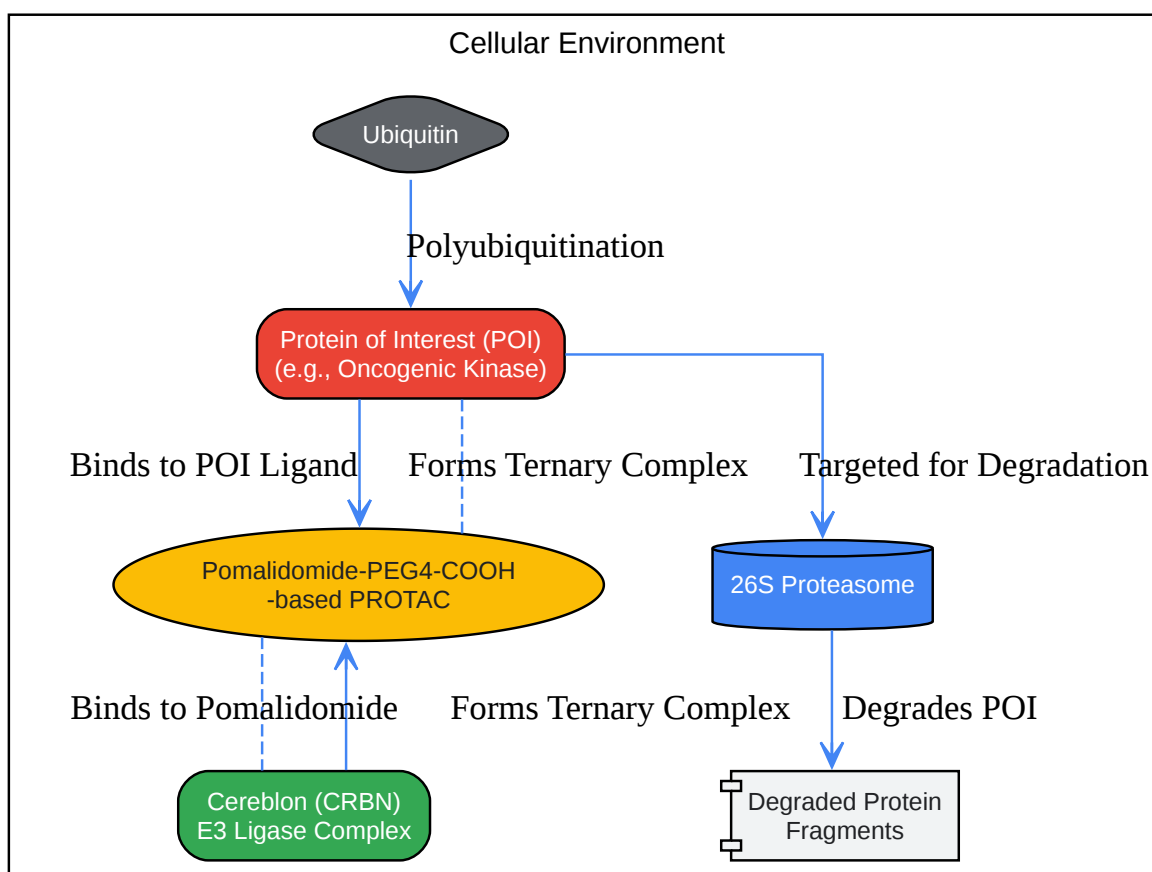 Cellular Environment
Ubiquitin
Polyubiquitination
Protein of Interest (POI)
(e.g., Oncogenic Kinase)
Binds to POI Ligand
Forms Ternary Complex
Targeted for Degradation
Pomalidomide-PEG4-COOH
-based PROTAC
26S Proteasome
Binds to Pomalidomide
Forms Ternary Complex
Degrades POI
Cereblon (CRBN)
E3 Ligase Complex
Degraded Protein
Fragments